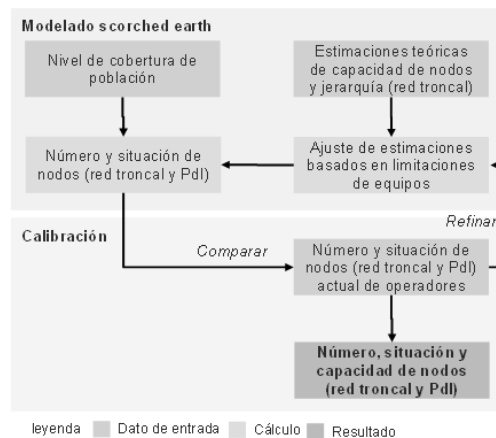 Modelado scorched earth
Nivel de cobertura de
población
Estimaciones teóricas
de capacidad de nodos
y jerarquía (red troncal)
Número y situación de
nodos (red troncal y PdI)
Ajuste de estimaciones
basados en limitaciones
de equipos
Calibración
Refinar
Comparar
Número y situación de
nodos (red troncal y PdI)
actual de operadores
Número, situación y
capacidad de nodos
(red troncal y PdI)
leyenda Dato de entrada Cálculo Resultado